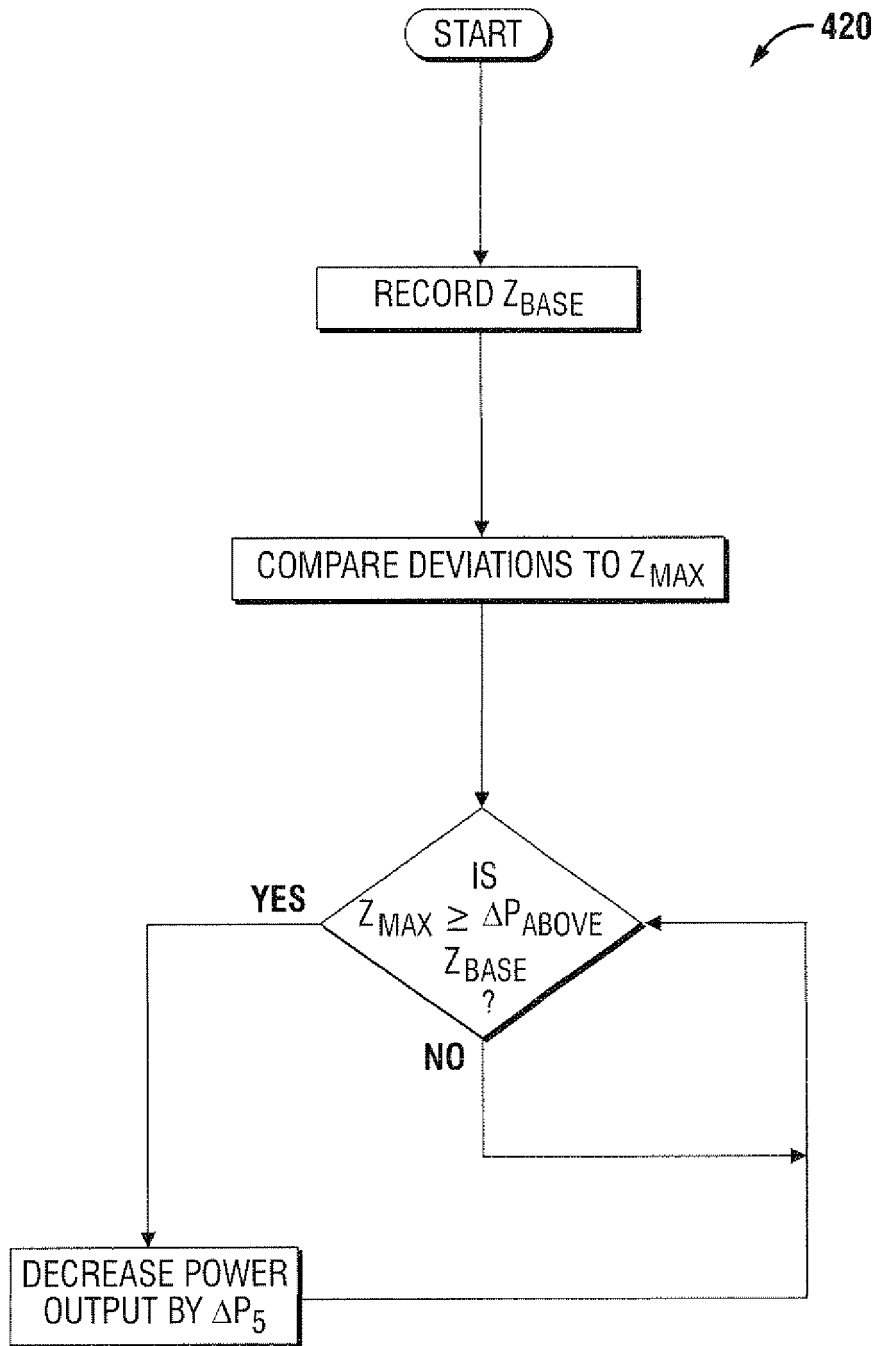 START
420
RECORD Z_BASE
COMPARE DEVIATIONS TO Z_MAX
IS
Z_MAX ≥ ΔP_ABOVE
Z_BASE
?
YES
NO
DECREASE POWER
OUTPUT BY ΔP_5